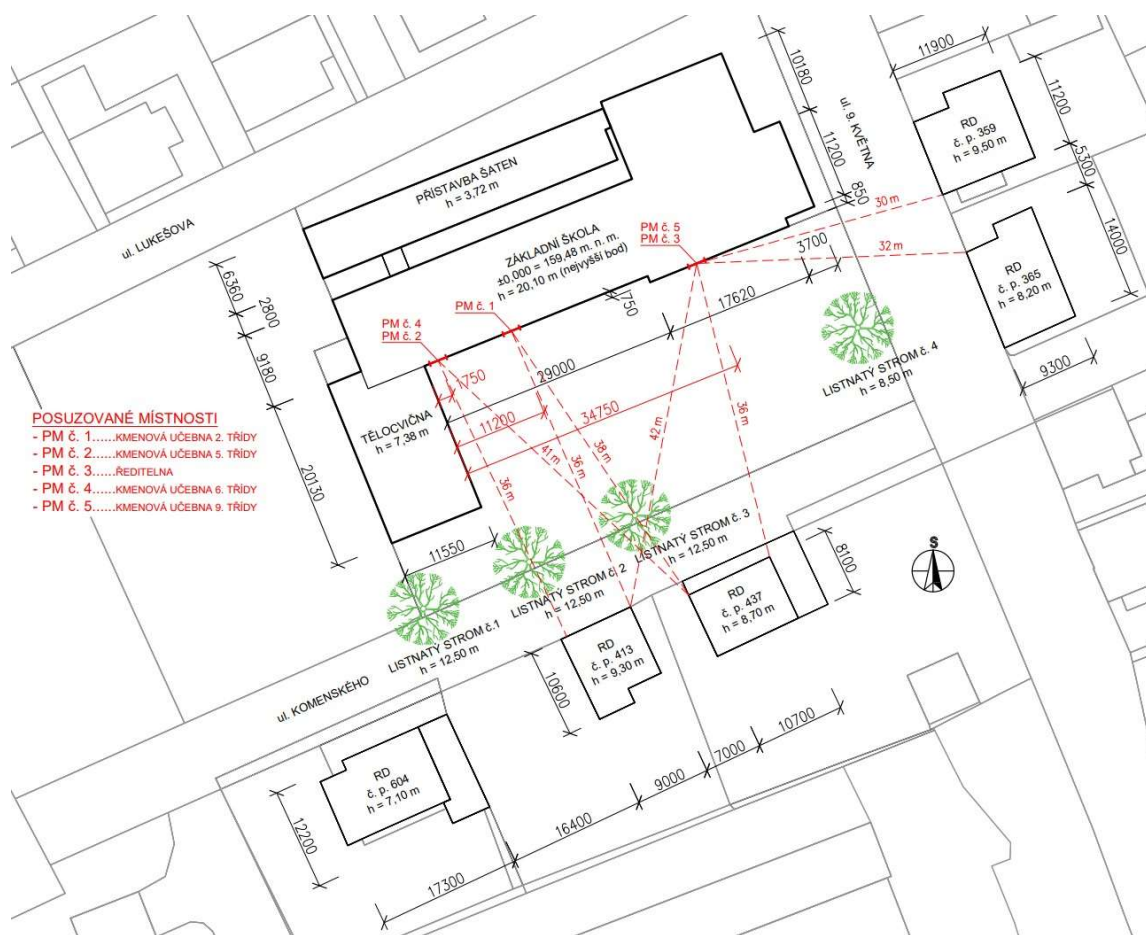 10180
11900
ul. 9. KVĚTNA
11200
RD
č. p. 359
h = 9,50 m
11200
850
5300
14000
PŘÍSTAVBA ŠATEN
h = 3,72 m
ul. LUKEŠOVA
ZÁKLADNÍ ŠKOLA
±0,000 = 159,48 m. n. m.
h = 20,10 m (nejvyšší bod)
PM č. 5
PM č. 3
30 m
32 m
3700
RD
č. p. 365
h = 8,20 m
6360
2800
9180
PM č. 1
PM č. 4
PM č. 2
750
17620
29000
1750
11200
34750
LISTNATÝ STROM č. 4
h = 8,50 m
9300
TĚLOCVIČNA
h = 7,38 m
POSUZOVANÉ MÍSTNOSTI
- PM č. 1......KMENOVÁ UČEBNA 2. TŘÍDY
- PM č. 2......KMENOVÁ UČEBNA 5. TŘÍDY
- PM č. 3......ŘEDITELNA
- PM č. 4......KMENOVÁ UČEBNA 6. TŘÍDY
- PM č. 5......KMENOVÁ UČEBNA 9. TŘÍDY
20130
36 m
41 m
36 m
38 m
42 m
36 m
11550
LISTNATÝ STROM č. 3
h = 12,50 m
LISTNATÝ STROM č. 2
h = 12,50 m
LISTNATÝ STROM č.1
h = 12,50 m
8100
S
RD
č. p. 437
h = 8,70 m
RD
č. p. 413
h = 9,30 m
10600
ul. KOMENSKÉHO
RD
č. p. 604
h = 7,10 m
12200
17300
16400
9000
7000
10700